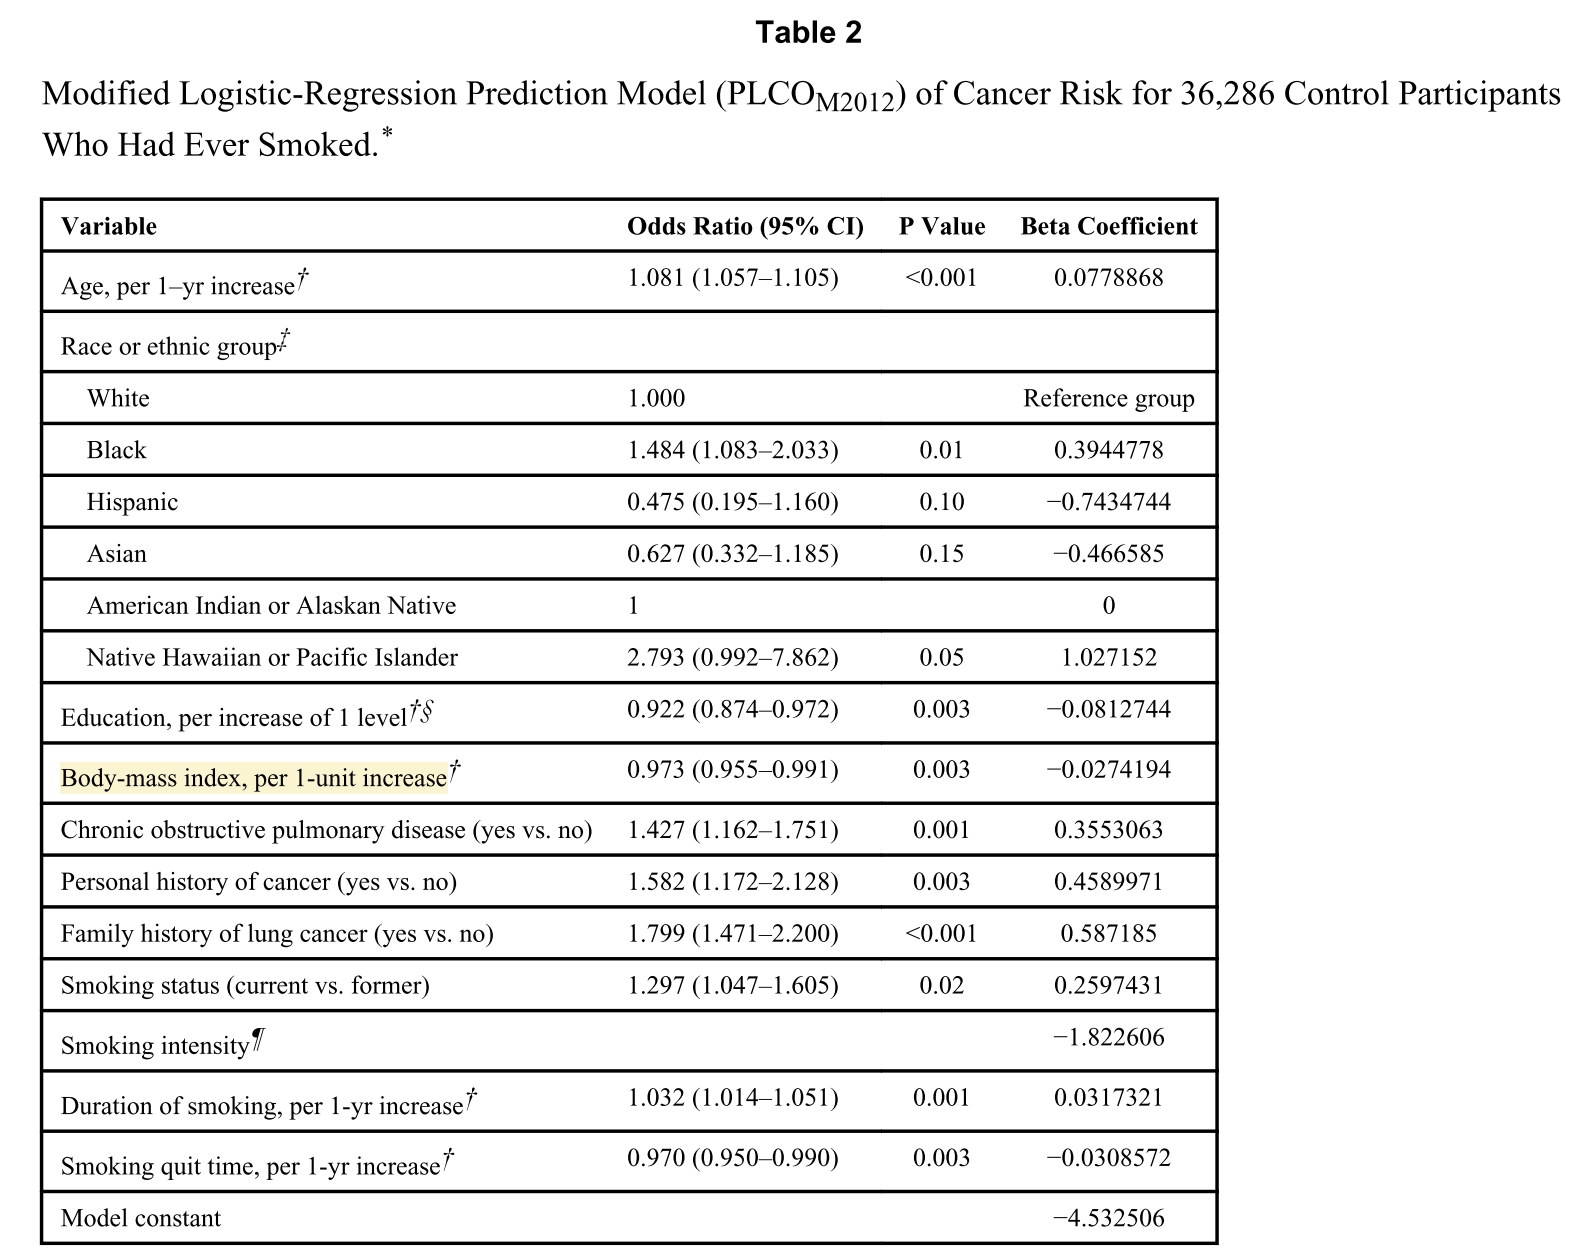 Table 2
Modified Logistic-Regression Prediction Model (PLCOM2012) of Cancer Risk for 36,286 Control Participants
Who Had Ever Smoked.*
Variable Odds Ratio (95% CI) P Value Beta Coefficient
Age, per 1–yr increase† 1.081 (1.057–1.105) <0.001 0.0778868
Race or ethnic group‡
White 1.000 Reference group
Black 1.484 (1.083–2.033) 0.01 0.3944778
Hispanic 0.475 (0.195–1.160) 0.10 −0.7434744
Asian 0.627 (0.332–1.185) 0.15 −0.466585
American Indian or Alaskan Native 1 0
Native Hawaiian or Pacific Islander 2.793 (0.992–7.862) 0.05 1.027152
Education, per increase of 1 level†§ 0.922 (0.874–0.972) 0.003 −0.0812744
Body-mass index, per 1-unit increase† 0.973 (0.955–0.991) 0.003 −0.0274194
Chronic obstructive pulmonary disease (yes vs. no) 1.427 (1.162–1.751) 0.001 0.3553063
Personal history of cancer (yes vs. no) 1.582 (1.172–2.128) 0.003 0.4589971
Family history of lung cancer (yes vs. no) 1.799 (1.471–2.200) <0.001 0.587185
Smoking status (current vs. former) 1.297 (1.047–1.605) 0.02 0.2597431
Smoking intensity¶ −1.822606
Duration of smoking, per 1-yr increase† 1.032 (1.014–1.051) 0.001 0.0317321
Smoking quit time, per 1-yr increase† 0.970 (0.950–0.990) 0.003 −0.0308572
Model constant −4.532506